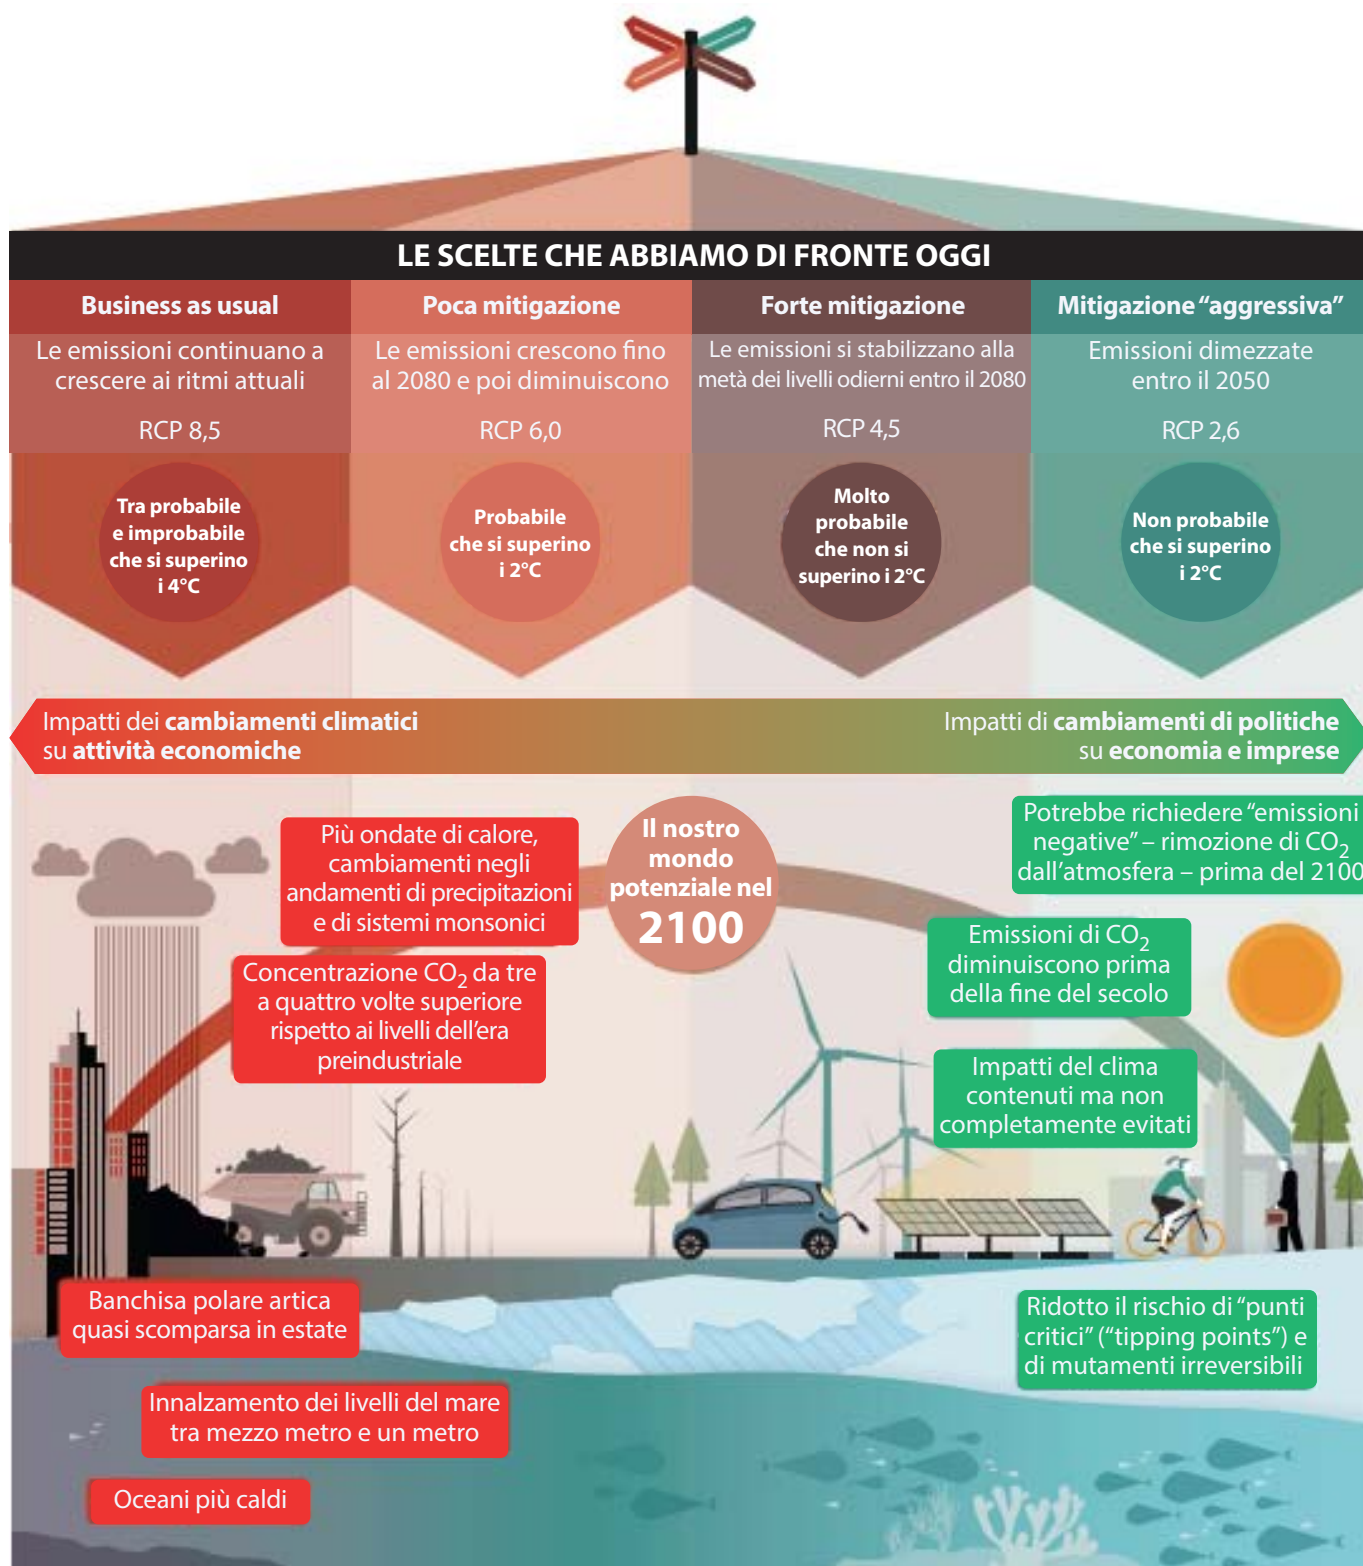 LE SCELTE CHE ABBIAMO DI FRONTE OGGI
Business as usual
Le emissioni continuano a
crescere ai ritmi attuali
RCP 8,5
Tra probabile
e improbabile
che si superino
i 4°C
Poca mitigazione
Le emissioni crescono fino
al 2080 e poi diminuiscono
RCP 6,0
Probabile
che si superino
i 2°C
Forte mitigazione
Le emissioni si stabilizzano alla
metà dei livelli odierni entro il 2080
RCP 4,5
Molto
probabile
che non si
superino i 2°C
Mitigazione “aggressiva”
Emissioni dimezzate
entro il 2050
RCP 2,6
Non probabile
che si superino
i 2°C
Impatti dei cambiamenti climatici
su attività economiche
Impatti di cambiamenti di politiche
su economia e imprese
Più ondate di calore,
cambiamenti negli
andamenti di precipitazioni
e di sistemi monsonici
Concentrazione CO₂ da tre
a quattro volte superiore
rispetto ai livelli dell’era
preindustriale
Il nostro
mondo
potenziale nel
2100
Potrebbe richiedere “emissioni
negative” – rimozione di CO₂
dall’atmosfera – prima del 2100
Emissioni di CO₂
diminuiscono prima
della fine del secolo
Impatti del clima
contenuti ma non
completamente evitati
Banchisa polare artica
quasi scomparsa in estate
Innalzamento dei livelli del mare
tra mezzo metro e un metro
Oceani più caldi
Ridotto il rischio di “punti
critici” (“tipping points”) e
di mutamenti irreversibili